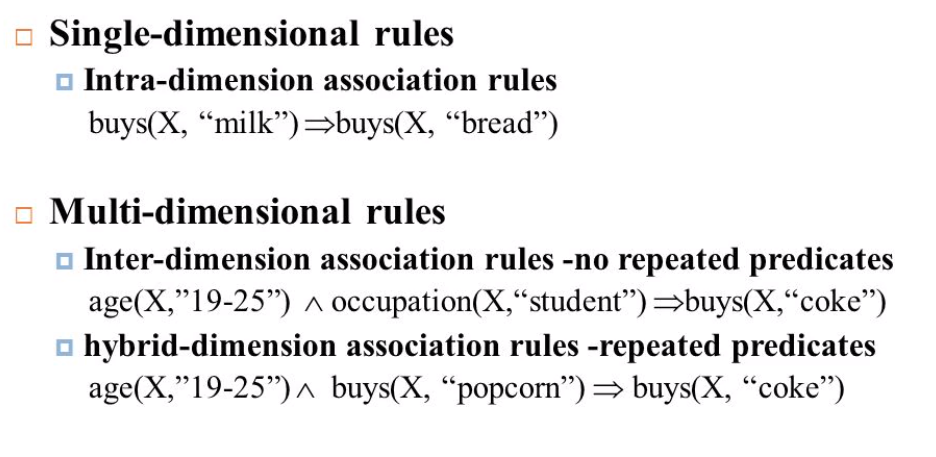 Single-dimensional rules
Intra-dimension association rules
buys(X, “milk”)⇒buys(X, “bread”)
Multi-dimensional rules
Inter-dimension association rules -no repeated predicates
age(X,”19-25”) ∧ occupation(X,“student”)⇒buys(X,“coke”)
hybrid-dimension association rules -repeated predicates
age(X,”19-25”)∧ buys(X, “popcorn”)⇒ buys(X, “coke”)